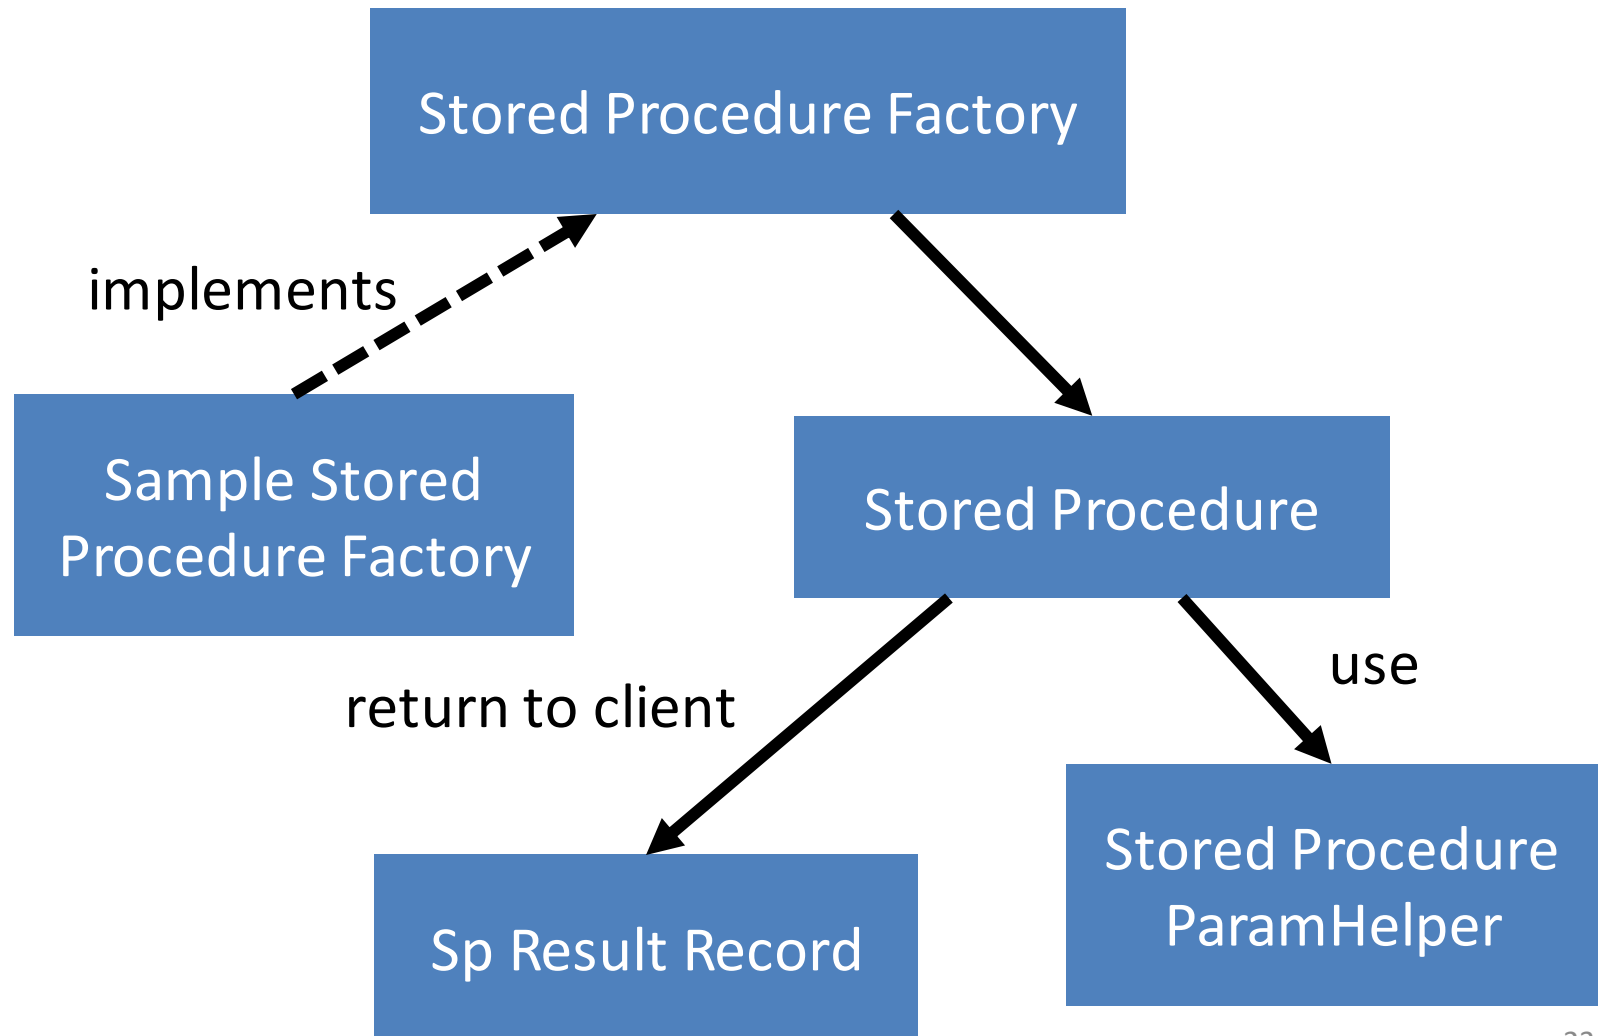 Stored Procedure Factory
implements
Sample Stored
Procedure Factory
Stored Procedure
use
return to client
Stored Procedure
ParamHelper
Sp Result Record